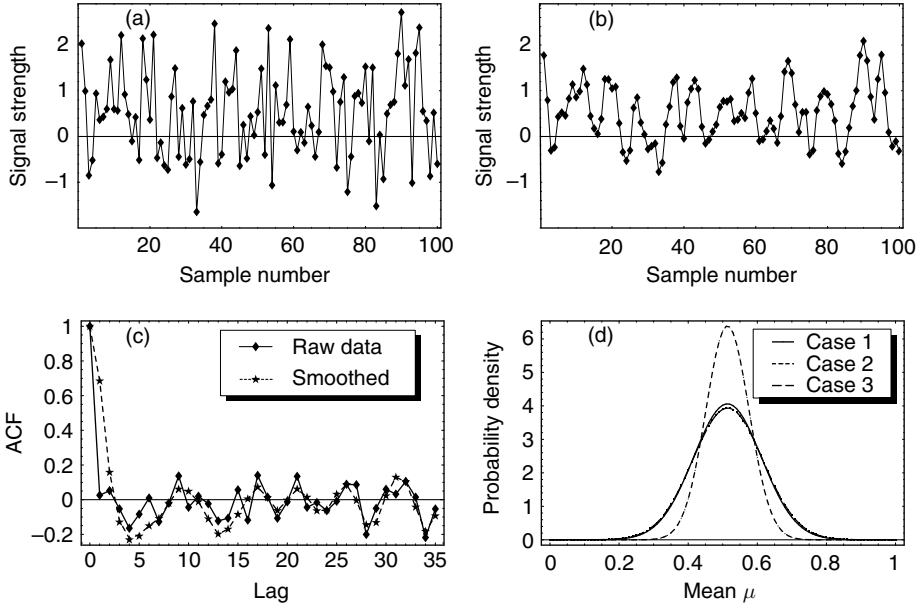 (a)
Signal strength
2
1
0
−1
20 40 60 80 100
Sample number
(b)
Signal strength
2
1
0
−1
20 40 60 80 100
Sample number
(c)
ACF
1
0.8
0.6
0.4
0.2
0
−0.2
0 5 10 15 20 25 30 35
Lag
Raw data
Smoothed
(d)
Probability density
6
5
4
3
2
1
0
0 0.2 0.4 0.6 0.8 1
Mean μ
Case 1
Case 2
Case 3